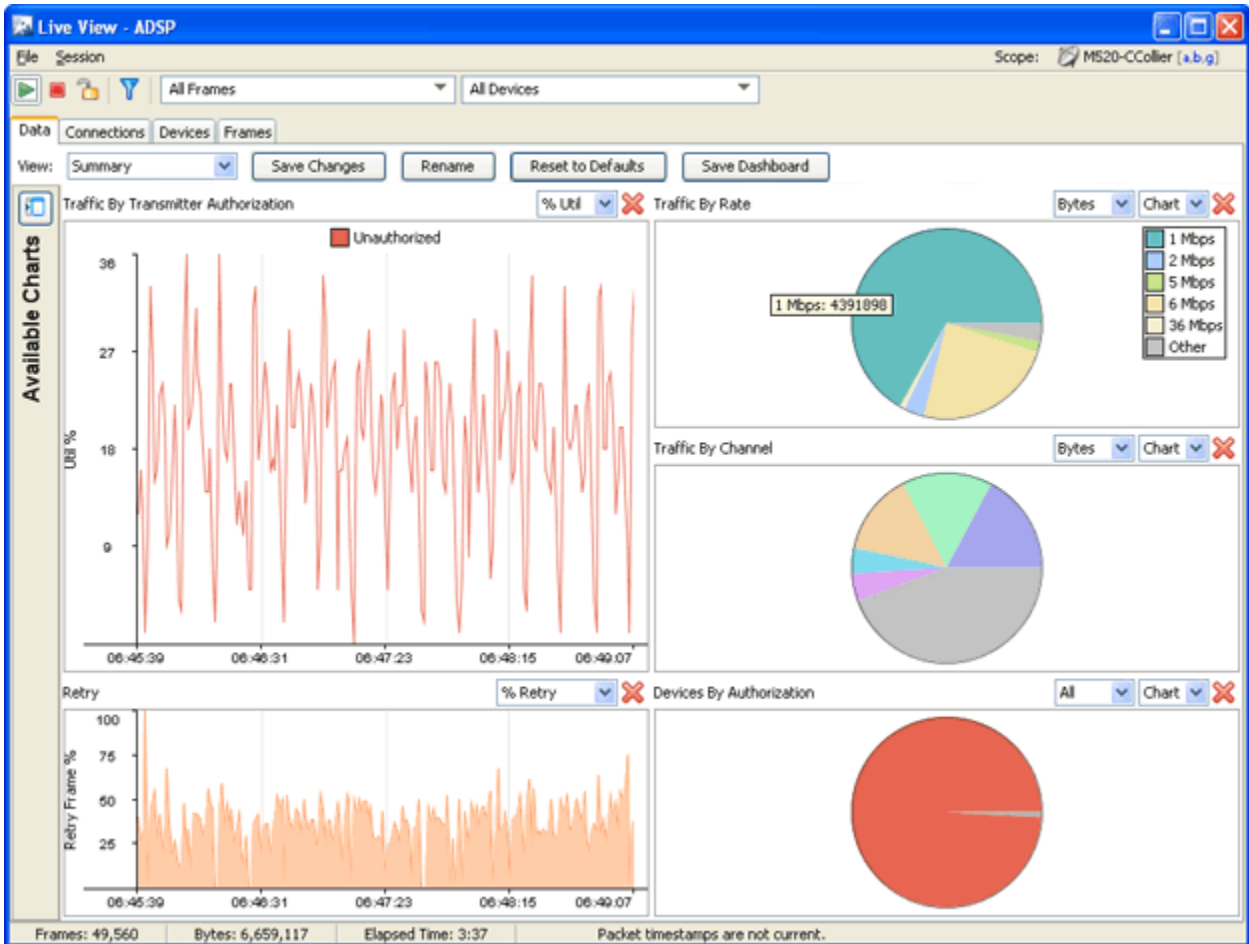 Live View - ADSP
File Session Scope: M520-CCollier [a,b,g]
All Frames All Devices
Data Connections Devices Frames
View: Summary Save Changes Rename Reset to Defaults Save Dashboard
Available Charts
Traffic By Transmitter Authorization % Util
Unauthorized
36
27
18
9
Util %
06:45:39 06:46:31 06:47:23 06:48:15 06:49:07
Traffic By Rate Bytes Chart
1 Mbps: 4391898
1 Mbps
2 Mbps
5 Mbps
6 Mbps
36 Mbps
Other
Traffic By Channel Bytes Chart
Retry % Retry
100
75
50
25
Retry Frame %
06:45:39 06:46:31 06:47:23 06:48:15 06:49:07
Devices By Authorization All Chart
Frames: 49,560 Bytes: 6,659,117 Elapsed Time: 3:37 Packet timestamps are not current.